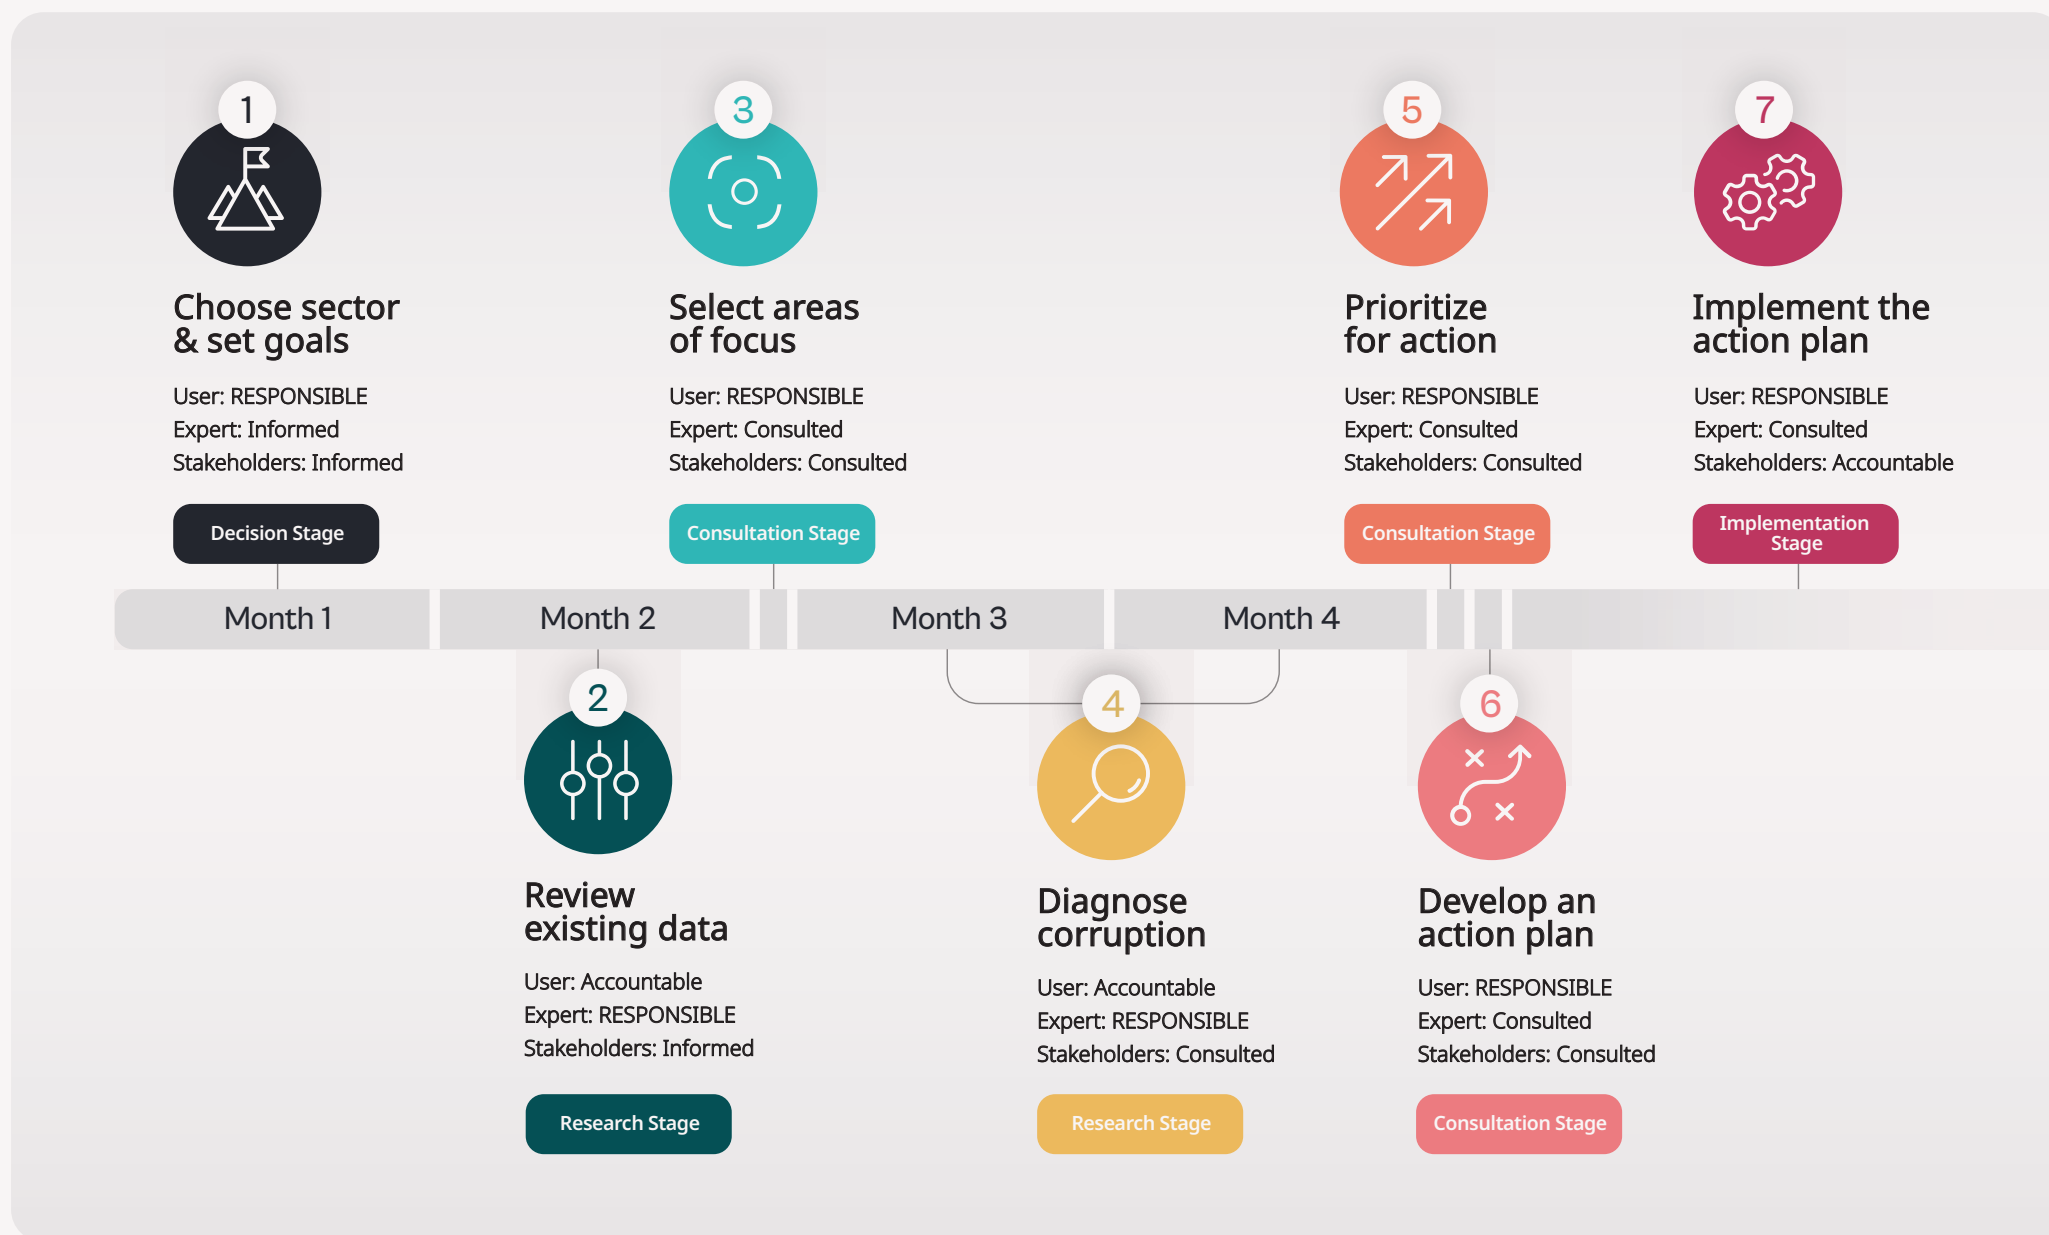 1
Choose sector
& set goals
User: RESPONSIBLE
Expert: Informed
Stakeholders: Informed
Decision Stage
3
Select areas
of focus
User: RESPONSIBLE
Expert: Consulted
Stakeholders: Consulted
Consultation Stage
5
Prioritize
for action
User: RESPONSIBLE
Expert: Consulted
Stakeholders: Consulted
Consultation Stage
7
Implement the
action plan
User: RESPONSIBLE
Expert: Consulted
Stakeholders: Accountable
Implementation
Stage
Month 1
Month 2
Month 3
Month 4
2
Review
existing data
User: Accountable
Expert: RESPONSIBLE
Stakeholders: Informed
Research Stage
4
Diagnose
corruption
User: Accountable
Expert: RESPONSIBLE
Stakeholders: Consulted
Research Stage
6
Develop an
action plan
User: RESPONSIBLE
Expert: Consulted
Stakeholders: Consulted
Consultation Stage